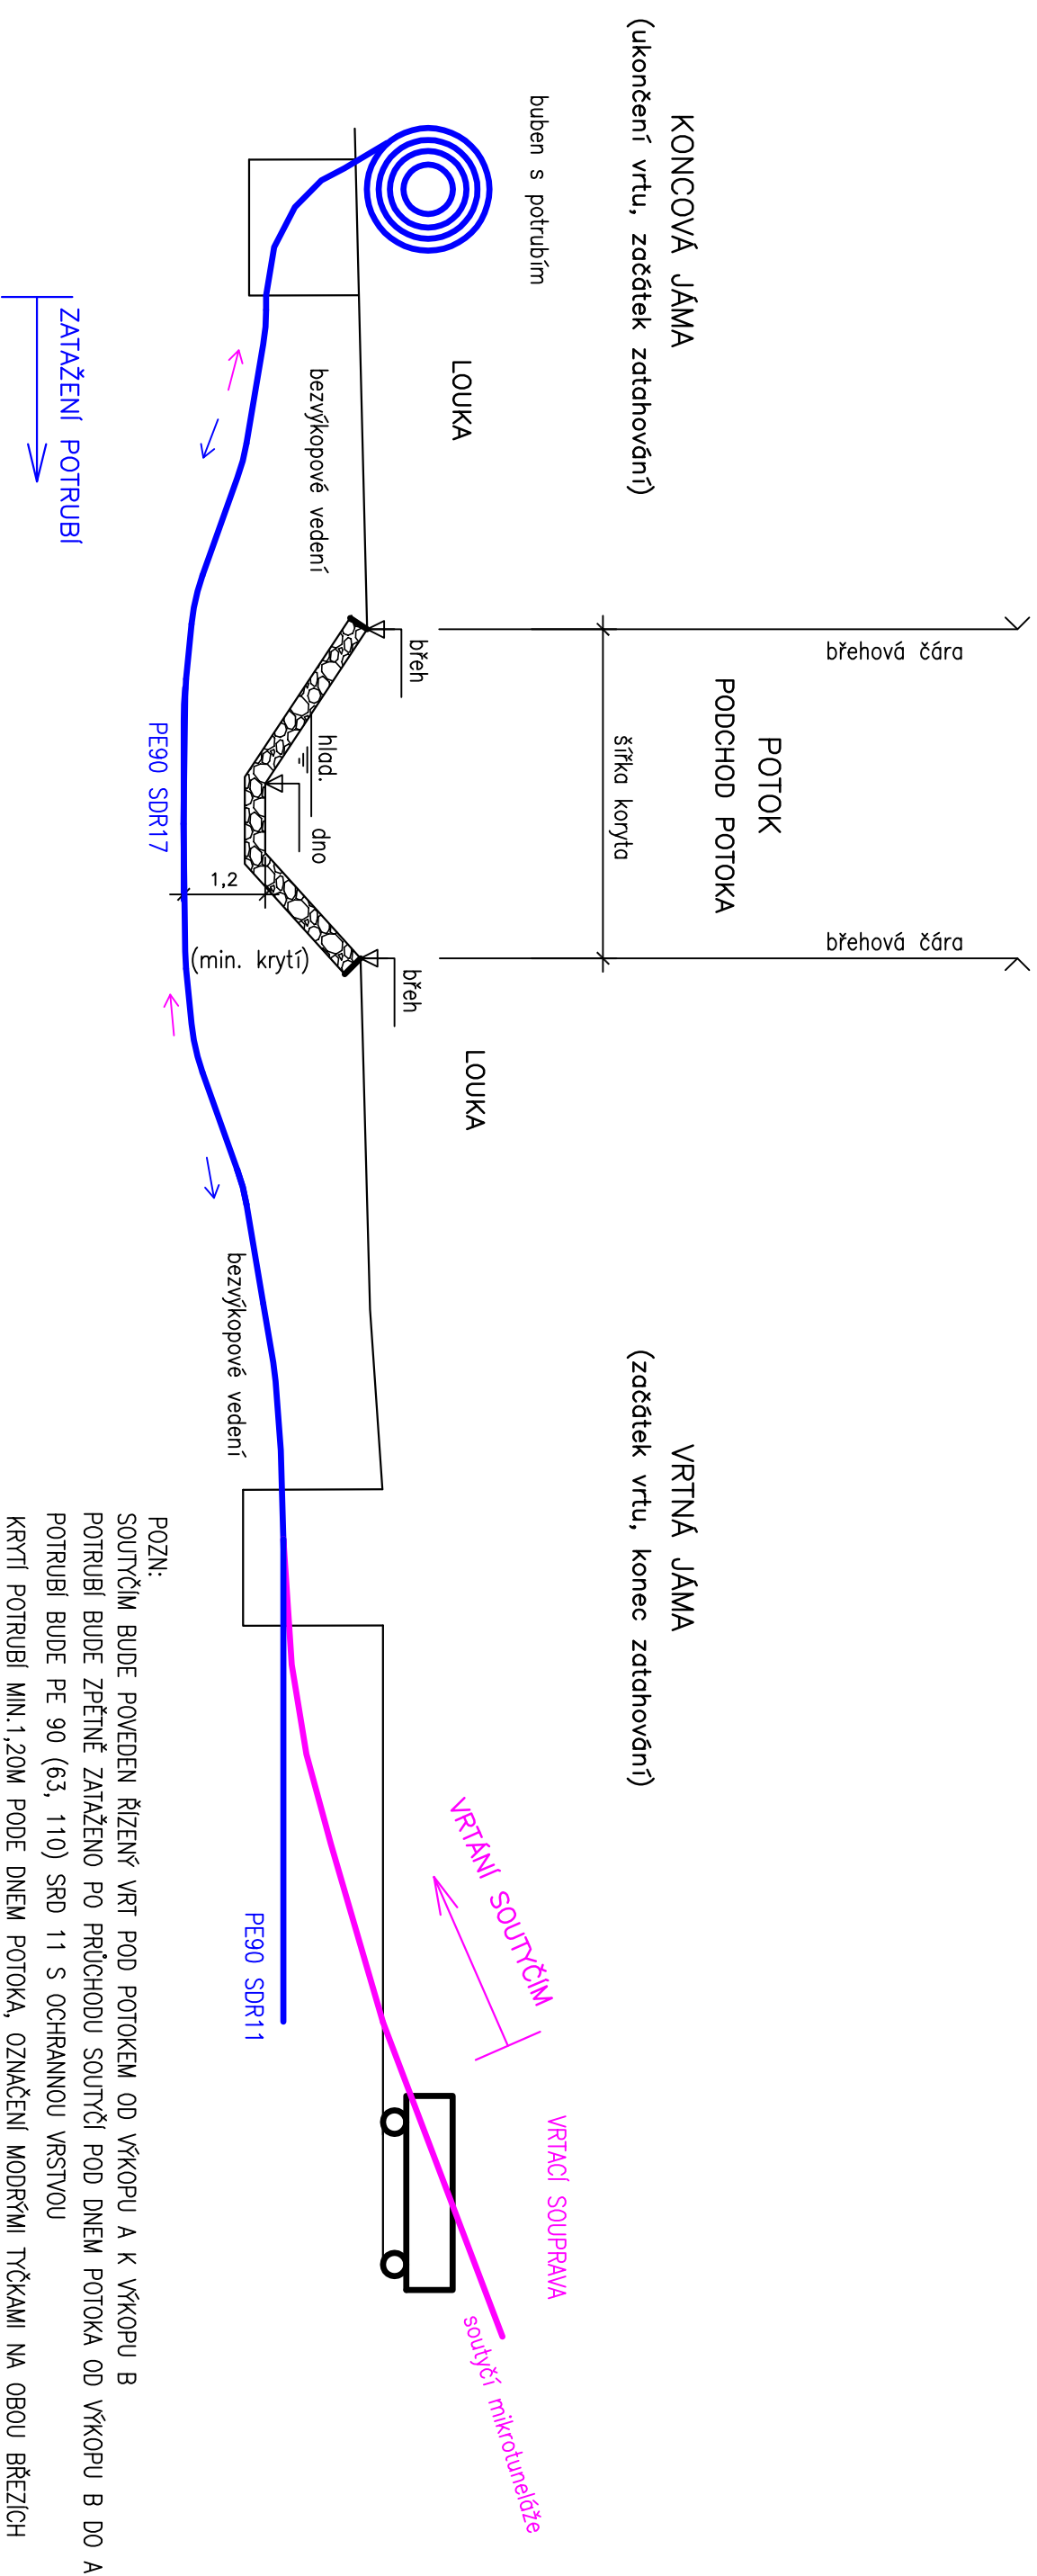 POTOK
PODCHOD POTOKA
břehová čára
břehová čára
šířka koryta
KONCOVÁ JÁMA
(ukončení vrtu, začátek zatahování)
buben s potrubím
VRTNÁ JÁMA
(začátek vrtu, konec zatahování)
LOUKA
LOUKA
břeh
břeh
hlad.
dno
1,2
(min. krytí)
bezvýkopové vedení
bezvýkopové vedení
PE90 SDR17
PE90 SDR11
ZATAŽENÍ POTRUBÍ
VRTÁNÍ SOUTYČÍM
VRTACÍ SOUPRAVA
soutyčí mikrotuneláže
POZN:
SOUTYČÍM BUDE POVEDEN ŘÍZENÝ VRT POD POTOKEM OD VÝKOPU A K VÝKOPU B
POTRUBÍ BUDE ZPĚTNĚ ZATAŽENO PO PRŮCHODU SOUTYČÍ POD DNEM POTOKA OD VÝKOPU B DO A
POTRUBÍ BUDE PE 90 (63, 110) SRD 11 S OCHRANNOU VRSTVOU
KRYTÍ POTRUBÍ MIN.1,20M PODE DNEM POTOKA, OZNAČENÍ MODRÝMI TYČKAMI NA OBOU BŘEZÍCH